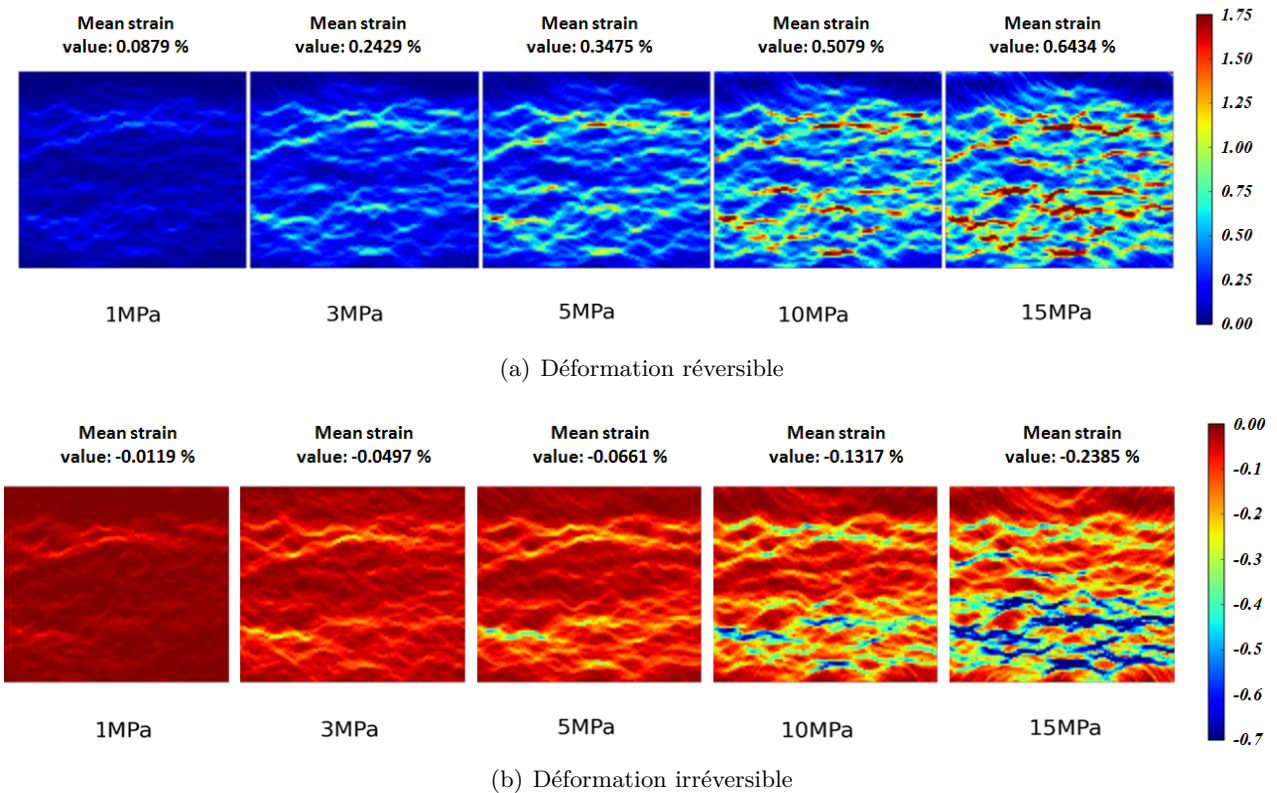 Mean strain
value: 0.0879 %
Mean strain
value: 0.2429 %
Mean strain
value: 0.3475 %
Mean strain
value: 0.5079 %
Mean strain
value: 0.6434 %
1.75
1.50
1.25
1.00
0.75
0.50
0.25
0.00
1MPa
3MPa
5MPa
10MPa
15MPa
(a) Déformation réversible
Mean strain
value: -0.0119 %
Mean strain
value: -0.0497 %
Mean strain
value: -0.0661 %
Mean strain
value: -0.1317 %
Mean strain
value: -0.2385 %
0.00
-0.1
-0.2
-0.3
-0.4
-0.5
-0.6
-0.7
1MPa
3MPa
5MPa
10MPa
15MPa
(b) Déformation irréversible